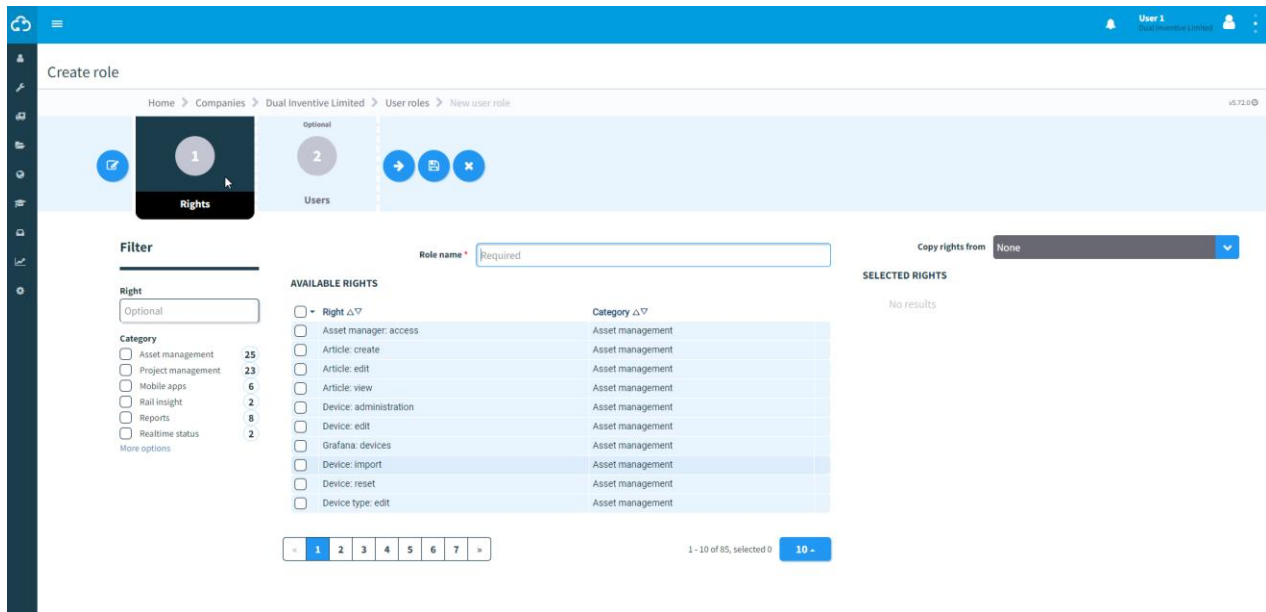 User 1
Dual Inventive Limited
Create role
Home > Companies > Dual Inventive Limited > User roles > New user role
v5.72.0
Optional
1
2
Rights
Users
Filter
Role name *
Required
Copy rights from
None
AVAILABLE RIGHTS
SELECTED RIGHTS
Right
Optional
No results
Right
Category
Asset manager: access
Asset management
Article: create
Asset management
Article: edit
Asset management
Article: view
Asset management
Device: administration
Asset management
Device: edit
Asset management
Grafana: devices
Asset management
Device: import
Asset management
Device: reset
Asset management
Device type: edit
Asset management
Category
Asset management 25
Project management 23
Mobile apps 6
Rail insight 2
Reports 8
Realtime status 2
More options
« 1 2 3 4 5 6 7 »
1 - 10 of 85, selected 0
10